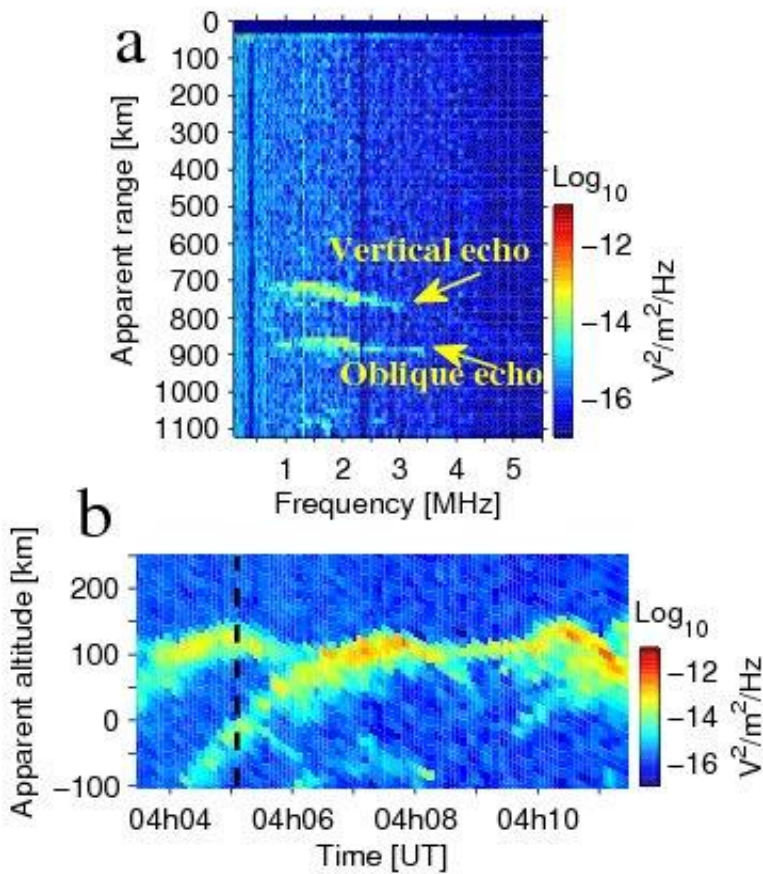 a
Apparent range [km]
0
100
200
300
400
500
600
700
800
900
1000
1100
Vertical echo
Oblique echo
1 2 3 4 5
Frequency [MHz]
Log10
−12
−14
−16
V2/m2/Hz
b
Apparent altitude [km]
200
100
0
−100
04h04 04h06 04h08 04h10
Time [UT]
Log10
−12
−14
−16
V2/m2/Hz